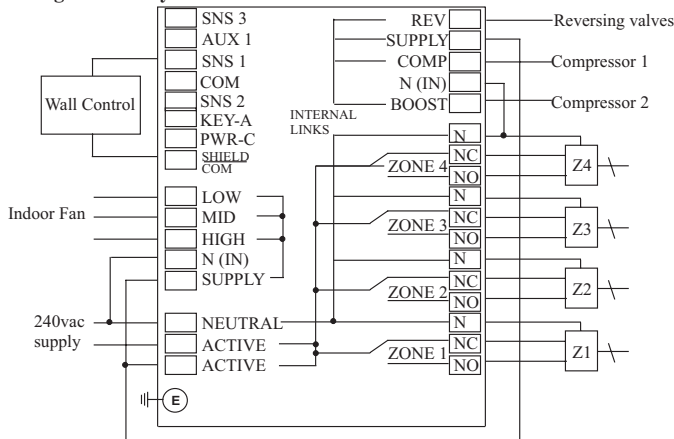 SNS 3
AUX 1
SNS 1
COM
SNS 2
KEY-A
PWR-C
SHIELD
COM
Wall Control
LOW
MID
HIGH
N (IN)
SUPPLY
Indoor Fan
240vac
supply
NEUTRAL
ACTIVE
ACTIVE
E
INTERNAL
LINKS
REV
SUPPLY
COMP
N (IN)
BOOST
Reversing valves
Compressor 1
Compressor 2
N
NC
NO
ZONE 4
Z4
N
NC
NO
ZONE 3
Z3
N
NC
NO
ZONE 2
Z2
N
NC
NO
ZONE 1
Z1